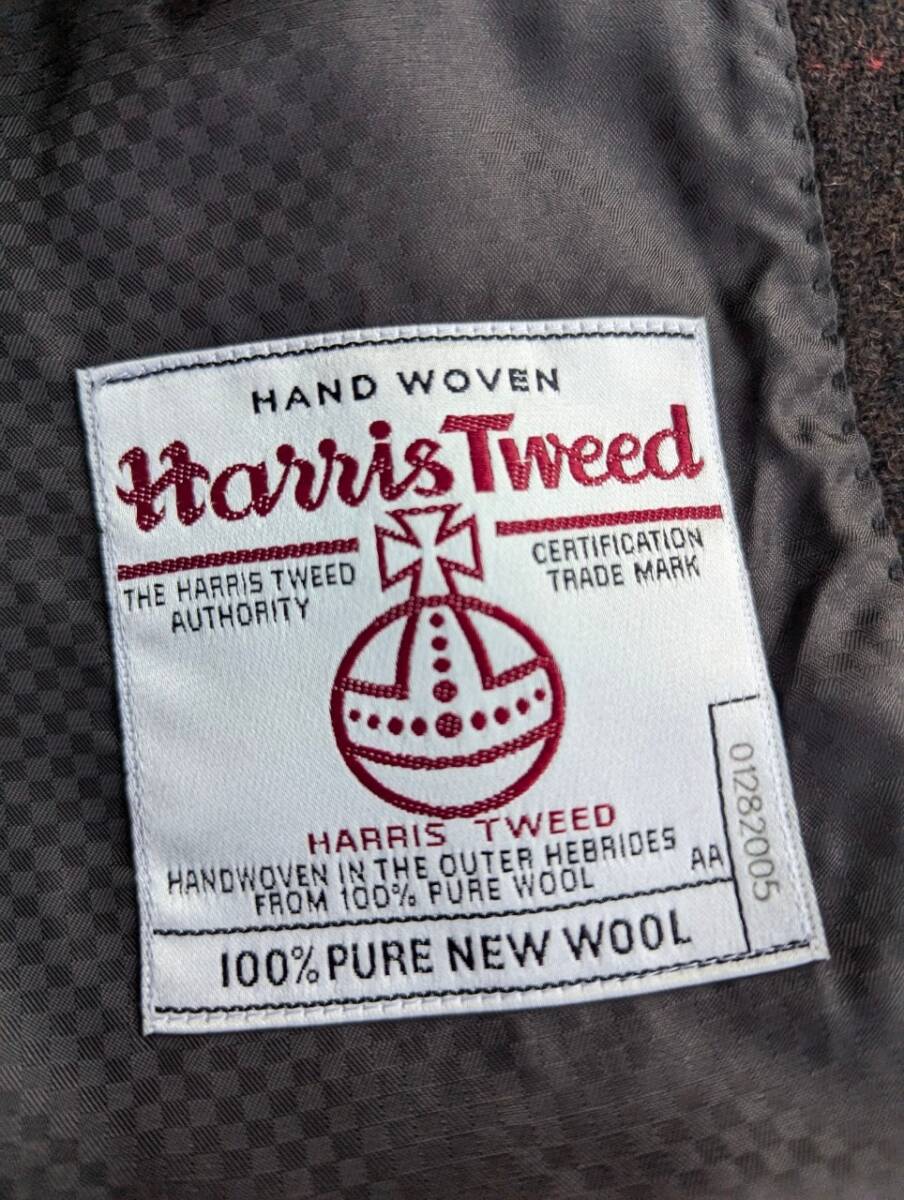 HAND WOVEN
Harris Tweed
THE HARRIS TWEED
AUTHORITY
CERTIFICATION
TRADE MARK
HARRIS TWEED
HANDWOVEN IN THE OUTER HEBRIDES
FROM 100% PURE WOOL
AA
01282005
100% PURE NEW WOOL